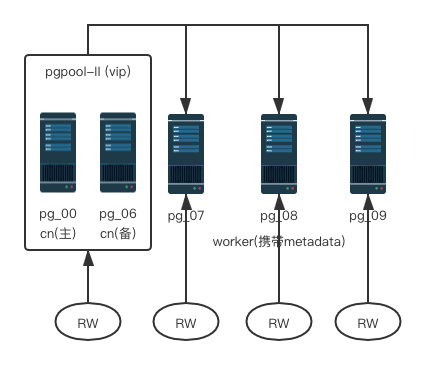 pgpool-II (vip)
pg_00
pg_06
cn(主)
cn(备)
pg_07
pg_08
pg_09
worker(携带metadata)
RW
RW
RW
RW